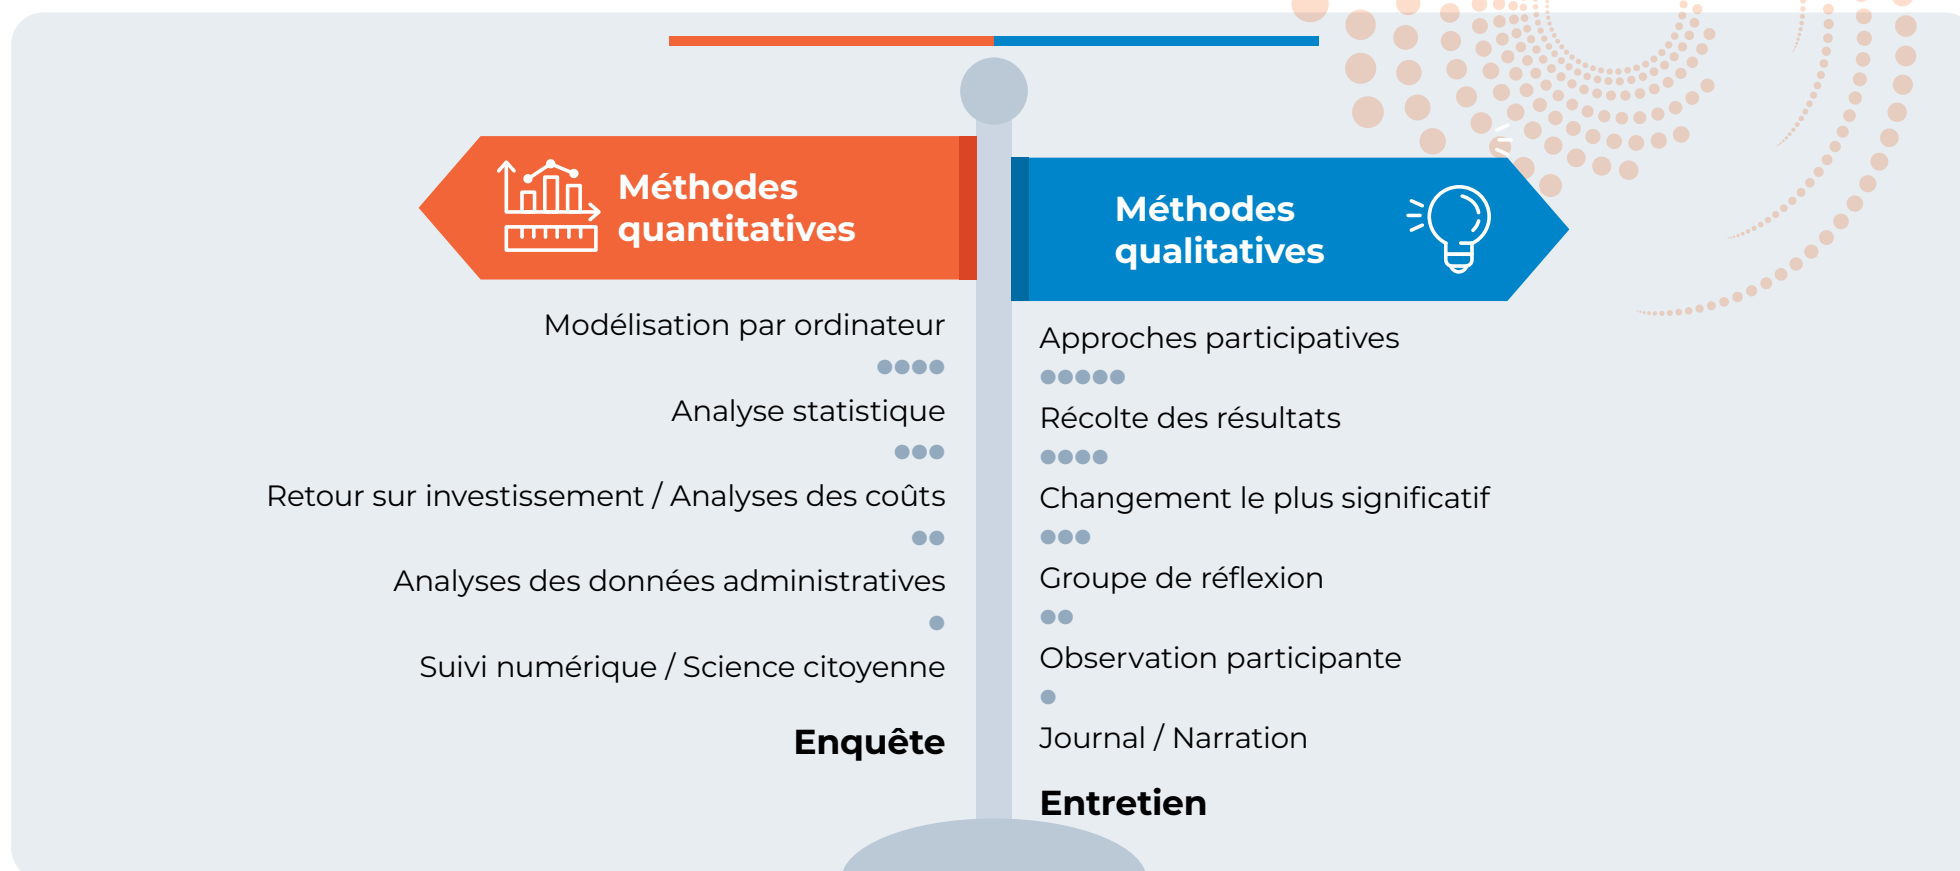 Méthodes
quantitatives
Modélisation par ordinateur
Analyse statistique
Retour sur investissement / Analyses des coûts
Analyses des données administratives
Suivi numérique / Science citoyenne
Enquête
Méthodes
qualitatives
Approches participatives
Récolte des résultats
Changement le plus significatif
Groupe de réflexion
Observation participante
Journal / Narration
Entretien